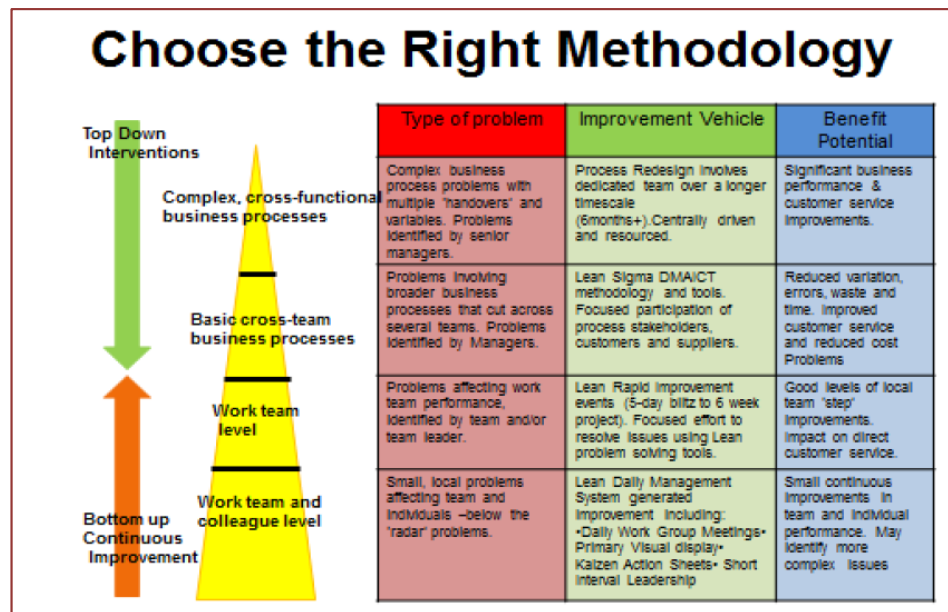 Choose the Right Methodology
Top Down
Interventions
Complex, cross-functional
business processes
Basic cross-team
business processes
Work team
level
Work team and
colleague level
Bottom up
Continuous
Improvement
Type of problem
Improvement Vehicle
Benefit
Potential
Complex business
process problems with
multiple "handovers" and
variables. Problems
identified by senior
managers.
Process Redesign involves
dedicated team over a longer
timescale
(6months+).Centrally driven
and resourced.
Significant business
performance &
customer service
improvements.
Problems involving
broader business
processes that cut across
several teams. Problems
identified by Managers.
Lean Sigma DMAICT
methodology and tools.
Focused participation of
process stakeholders,
customers and suppliers.
Reduced variation,
errors, waste and
time. Improved
customer service
and reduced cost
Problems
Problems affecting work
team performance,
identified by team and/or
team leader.
Lean Rapid improvement
events (5-day blitz to 6 week
project). Focused effort to
resolve issues using Lean
problem solving tools.
Good levels of local
team 'step'
improvements.
Impact on direct
customer service.
Small, local problems
affecting team and
individuals –below the
'radar' problems.
Lean Daily Management
System generated
improvement including:
•Daily Work Group Meetings•
Primary Visual display•
Kaizen Action Sheets• Short
Interval Leadership
Small continuous
improvements in
team and individual
performance. May
identify more
complex issues